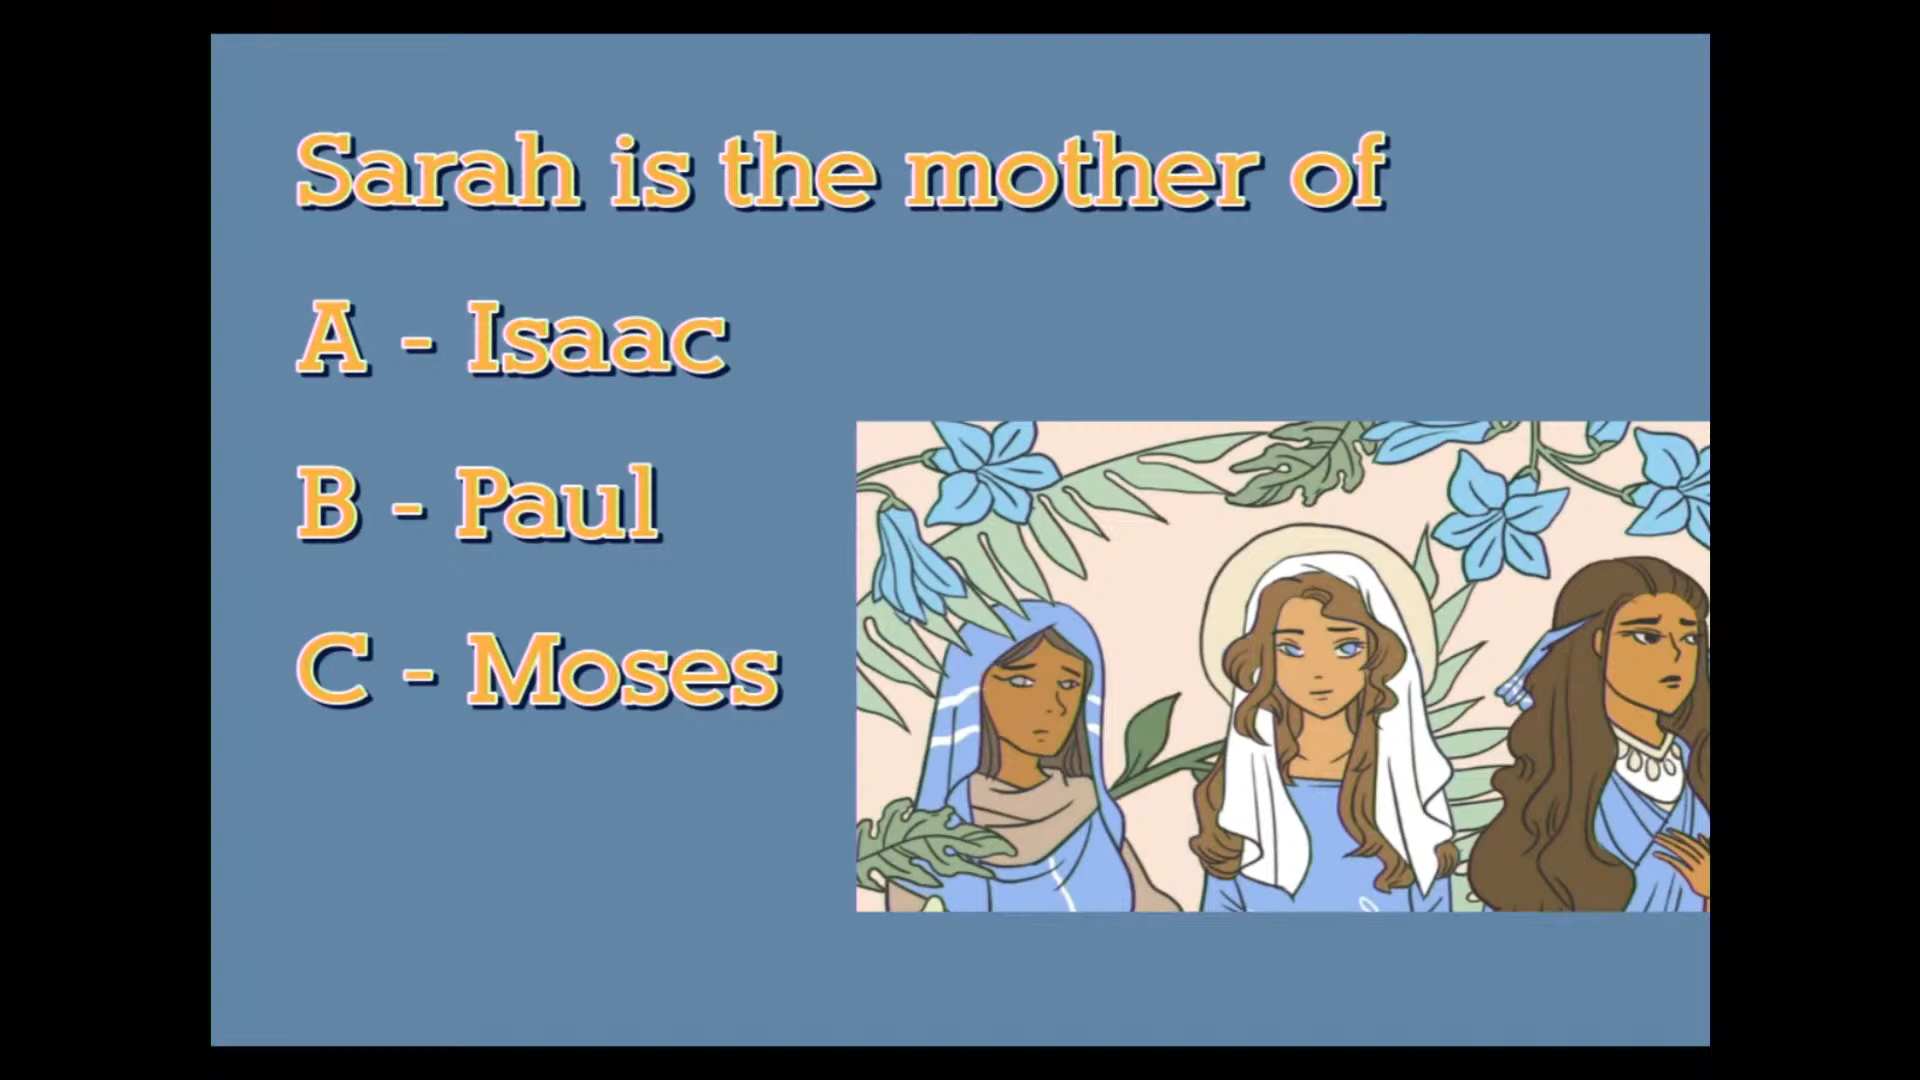 Sarah is the mother of
A - Isaac
B - Paul
C - Moses